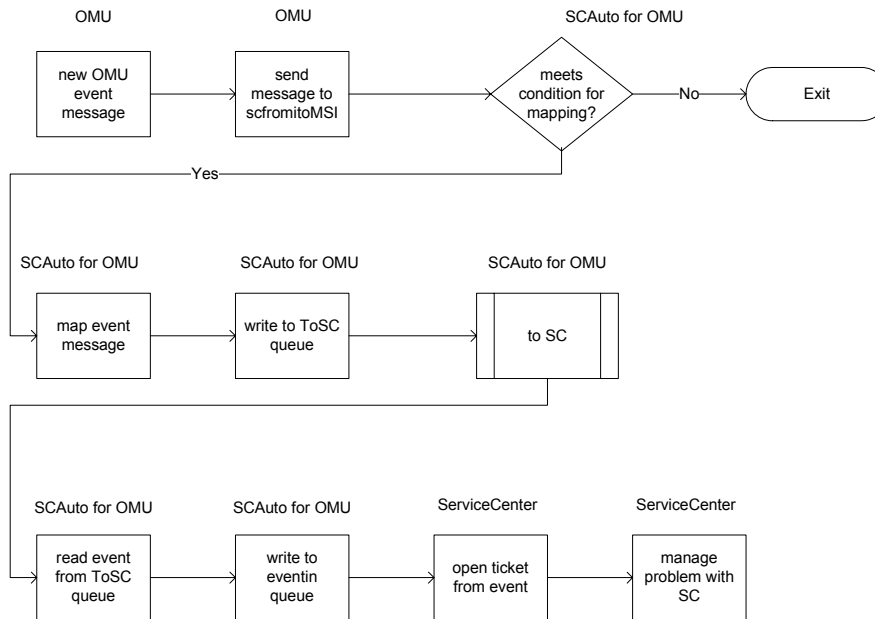 OMU
OMU
SCAuto for OMU
new OMU
event
message
send
message to
scfromitoMSI
meets
condition for
mapping?
No
Exit
Yes
SCAuto for OMU
SCAuto for OMU
SCAuto for OMU
map event
message
write to ToSC
queue
to SC
SCAuto for OMU
SCAuto for OMU
ServiceCenter
ServiceCenter
read event
from ToSC
queue
write to
eventin
queue
open ticket
from event
manage
problem with
SC